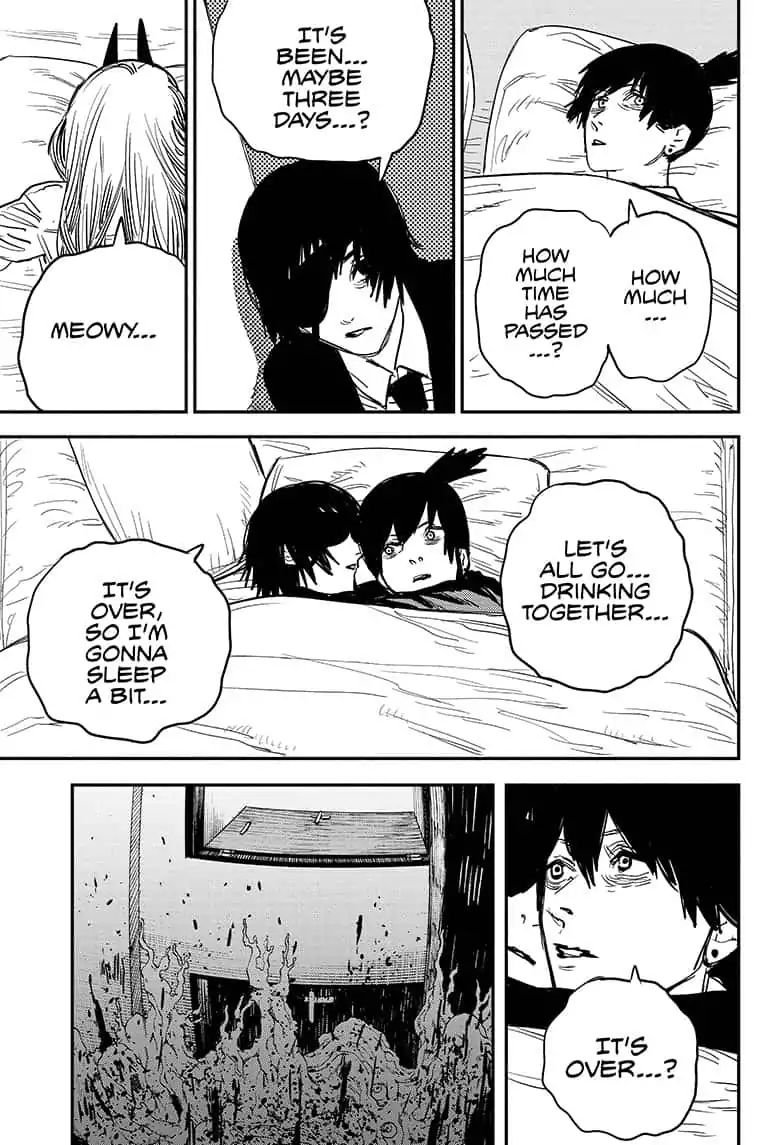 HOW
MUCH
...
HOW
MUCH
TIME
HAS
PASSED
...?
IT'S
BEEN...
MAYBE
THREE
DAYS...?
MEOWY...
LET'S
ALL GO...
DRINKING
TOGETHER...
IT'S
OVER,
SO I'M
GONNA
SLEEP
A BIT...
IT'S
OVER...?